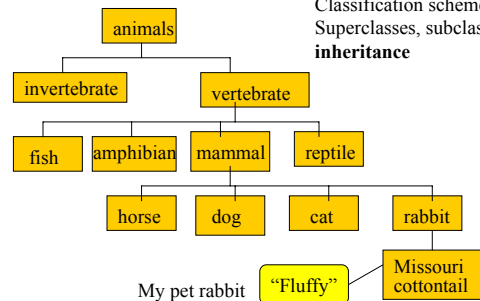 Classification scheme
Superclasses, subclas
inheritance
animals
invertebrate
vertebrate
fish
amphibian
mammal
reptile
horse
dog
cat
rabbit
Missouri
cottontail
My pet rabbit
“Fluffy”